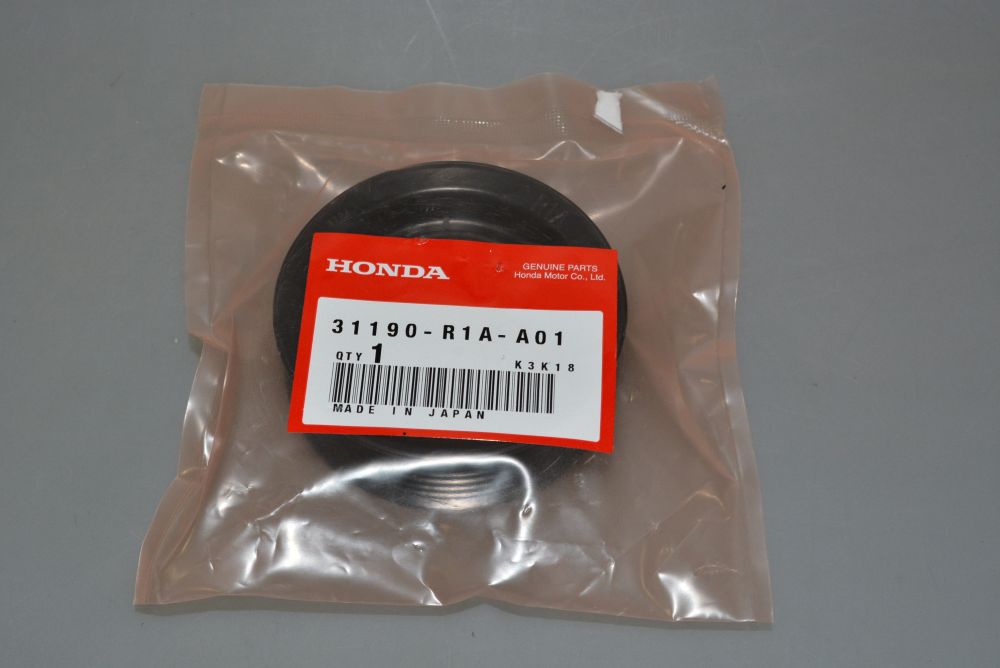 HONDA
GENUINE PARTS
Honda Motor Co., Ltd.
31190-R1A-A01
QTY 1
K3K18
MADE IN JAPAN